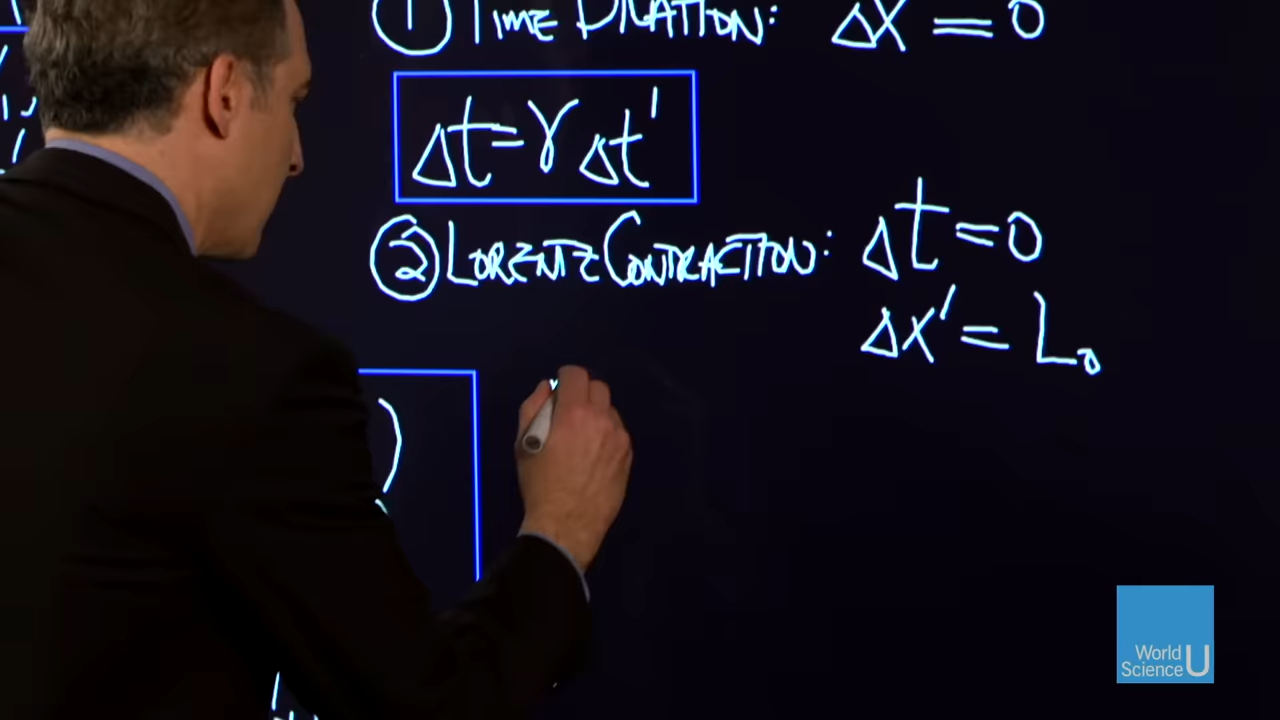 ① TIME DILATION: Δx = 0
Δt = γ Δt'
② LORENTZ CONTRACTION: Δt = 0
Δx' = L₀
)
World
Science U